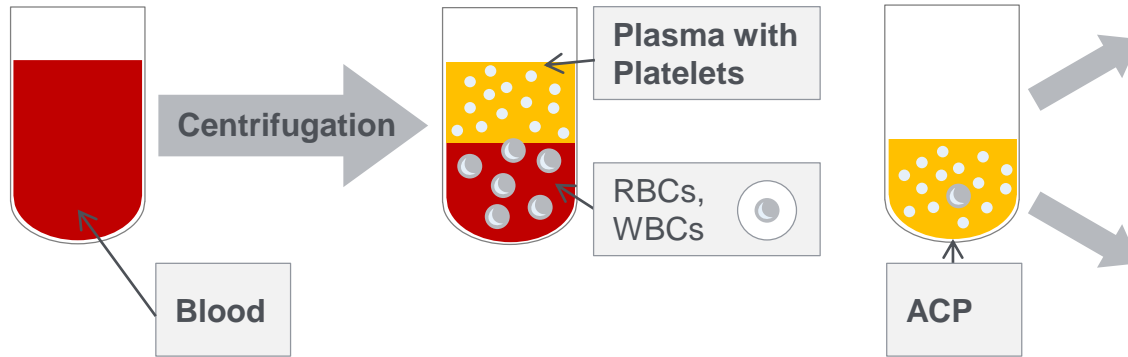 Plasma with
Platelets
Centrifugation
RBCs,
WBCs
Blood
ACP